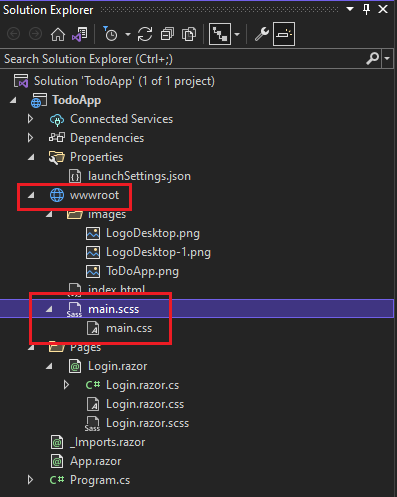 Solution Explorer
Search Solution Explorer (Ctrl+;)
Solution 'TodoApp' (1 of 1 project)
TodoApp
Connected Services
Dependencies
Properties
launchSettings.json
wwwroot
images
LogoDesktop.png
LogoDesktop-1.png
ToDoApp.png
index.html
Sass main.scss
main.css
Pages
Login.razor
C# Login.razor.cs
Login.razor.css
Sass Login.razor.scss
_Imports.razor
App.razor
C# Program.cs